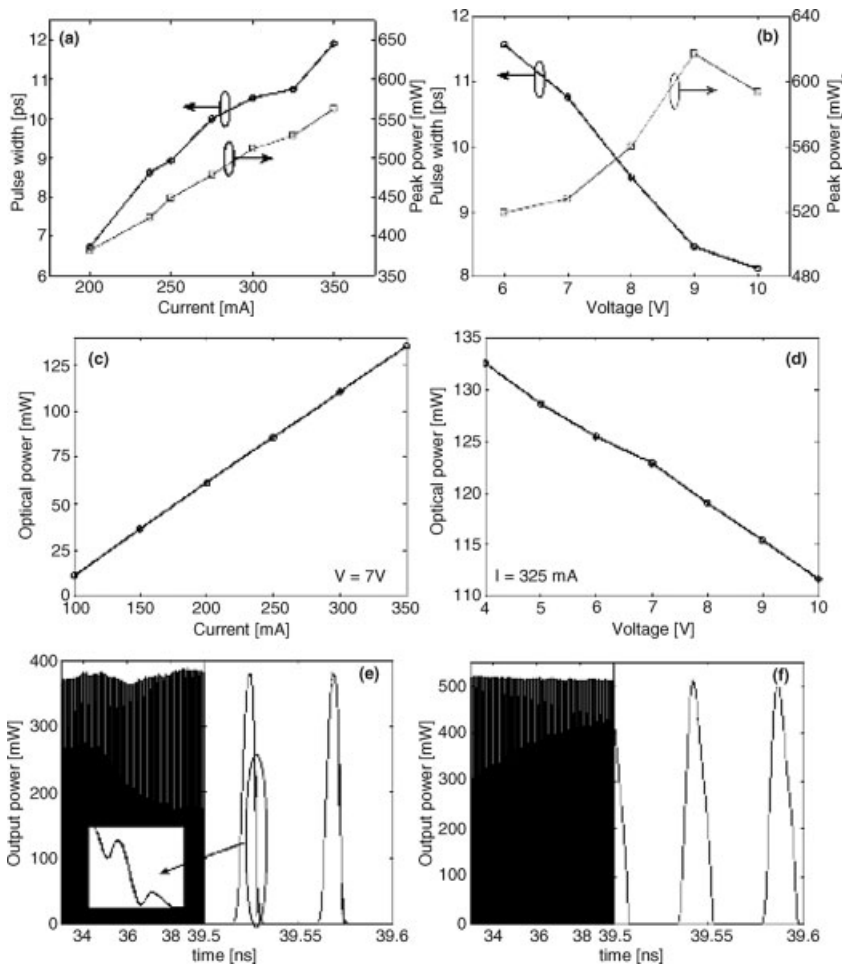 (a)
12
11
10
9
8
7
6
Pulse width [ps]
650
600
550
500
450
400
350
Peak power [mW]
200 250 300 350
Current [mA]
(b)
12
11
10
9
8
Pulse width [ps]
640
600
560
520
480
Peak power [mW]
6 7 8 9 10
Voltage [V]
(c)
125
100
75
50
25
0
Optical power [mW]
V = 7V
100 150 200 250 300 350
Current [mA]
(d)
135
130
125
120
115
110
Optical power [mW]
I = 325 mA
4 5 6 7 8 9 10
Voltage [V]
(e)
400
300
200
100
0
Output power [mW]
34 36 38 39.5 39.55 39.6
time [ns]
(f)
500
400
300
200
100
0
Output power [mW]
34 36 38 39.5 39.55 39.6
time [ns]